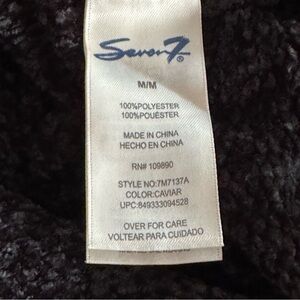 Seven7®
M/M
100%POLYESTER
100%POLIÉSTER
MADE IN CHINA
HECHO EN CHINA
RN# 109890
STYLE NO:7M7137A
COLOR:CAVIAR
UPC:849333094528
OVER FOR CARE
VOLTEAR PARA CUIDADO